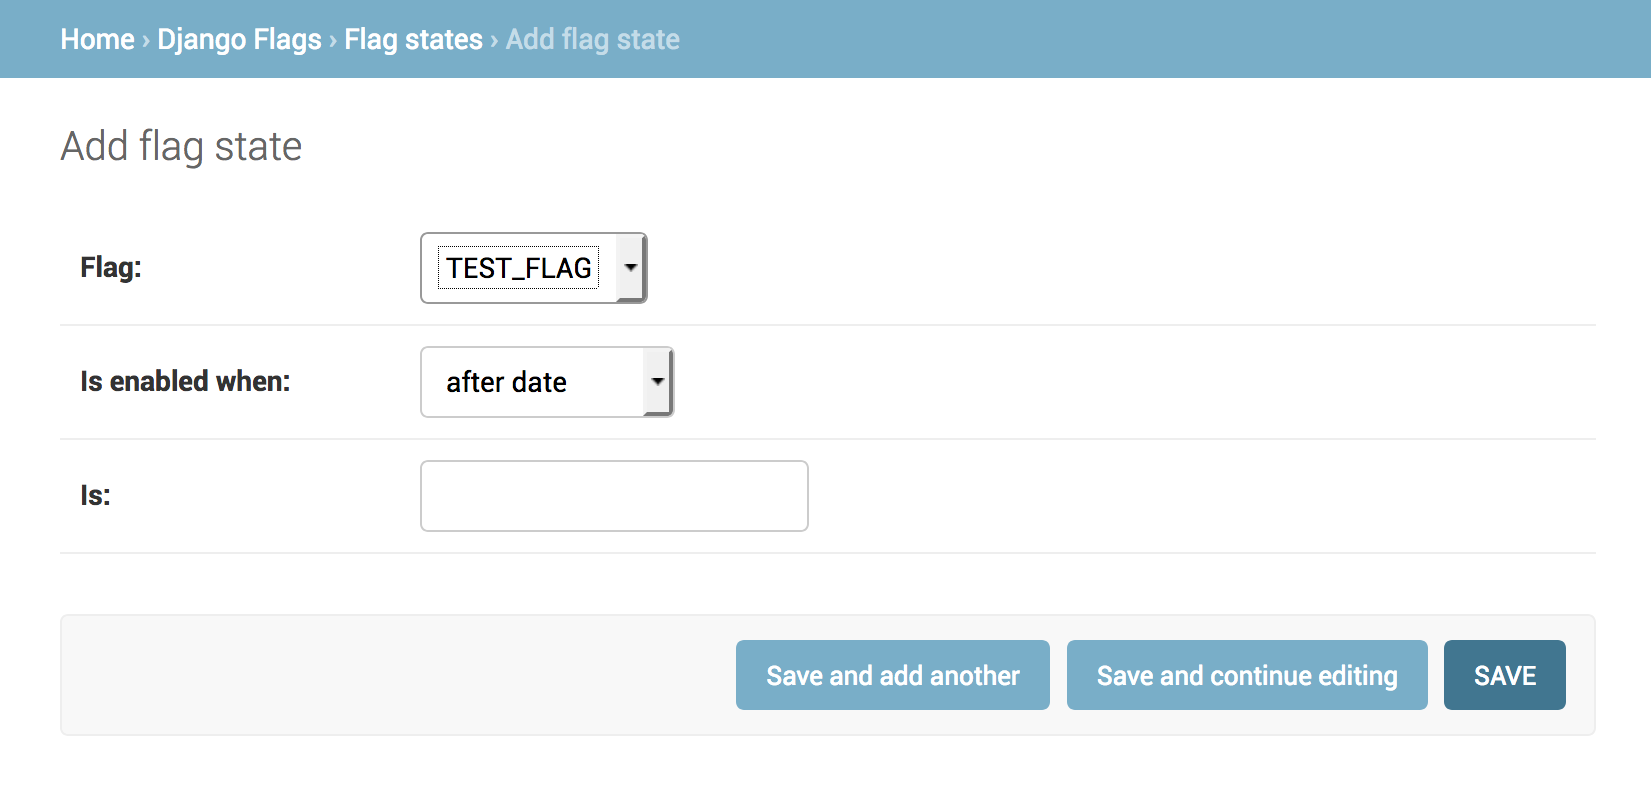 Home › Django Flags › Flag states › Add flag state
Add flag state
Flag: TEST_FLAG
Is enabled when: after date
Is:
Save and add another Save and continue editing SAVE